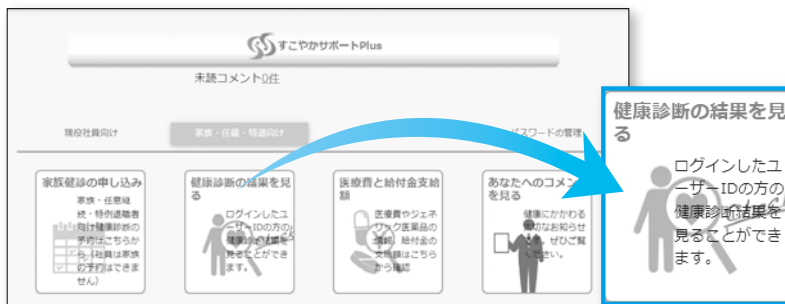 すこやかサポートPlus
未読コメント0件
現役社員向け
家族・任継・特退向け
パスワードの管理
家族健診の申し込み
家族・任意継
続・特例退職者
向け健康診断の
予約はこちらか
ら（社員は家族
の予約はできま
せん）
健康診断の結果を見
る
ログインしたユ
ーザーIDの方の
健康診断結果を
見ることができ
ます。
医療費と給付金支給
額
医療費やジェネ
リック医薬品の
情報、給付金の
支給額はこちら
から確認
あなたへのコメン
を見る
健康にかかわる
切なお知らせ
ぜひご覧
ください。
健康診断の結果を見
る
ログインしたユ
ーザーIDの方の
健康診断結果を
見ることができ
ます。